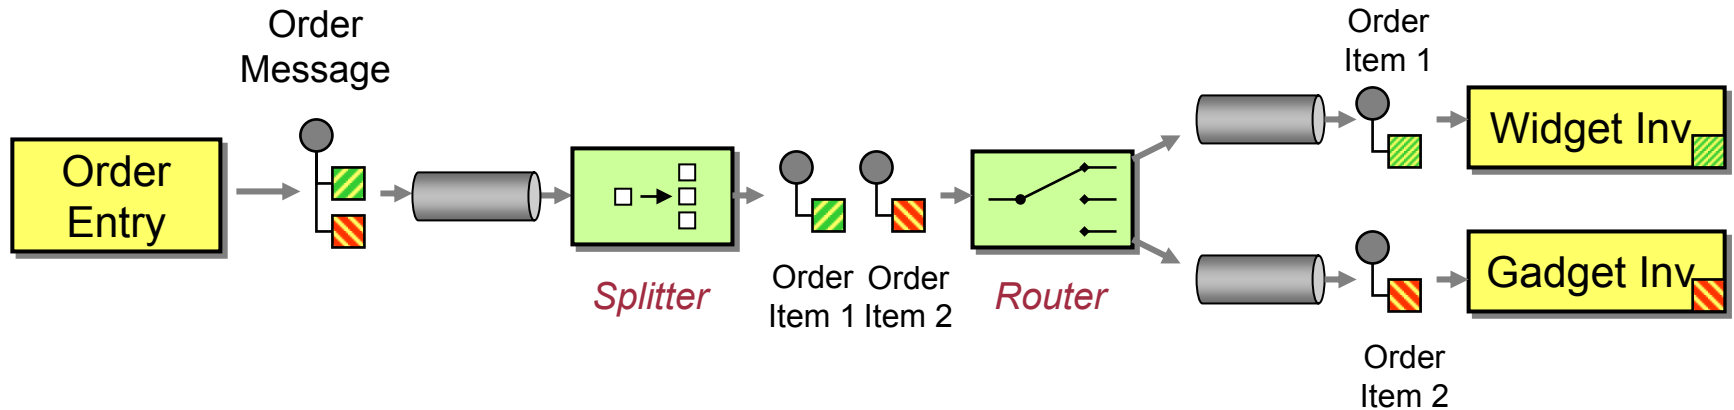 Order
Message
Order
Entry
Splitter
Order
Item 1
Order
Item 2
Router
Order
Item 1
Widget Inv
Gadget Inv
Order
Item 2